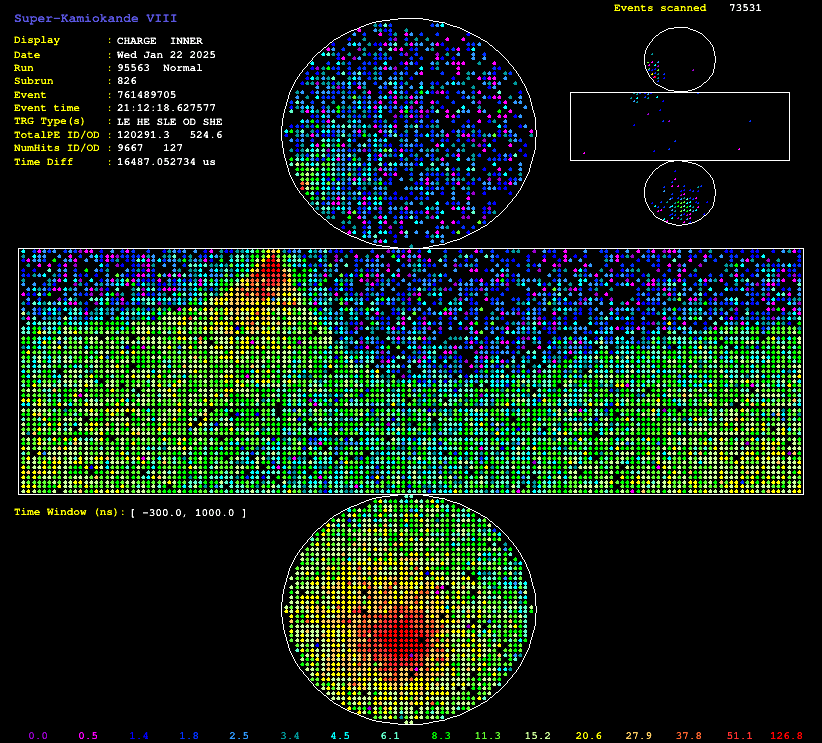 Super-Kamiokande VIII
Events scanned 73531
Display : CHARGE INNER
Date : Wed Jan 22 2025
Run : 95563 Normal
Subrun : 826
Event : 761489705
Event time : 21:12:18.627577
TRG Type(s) : LE HE SLE OD SHE
TotalPE ID/OD : 120291.3 524.6
NumHits ID/OD : 9667 127
Time Diff : 16487.052734 us
Time Window (ns): [ -300.0, 1000.0 ]
0.0 0.5 1.4 1.8 2.5 3.4 4.5 6.1 8.3 11.3 15.2 20.6 27.9 37.8 51.1 126.8